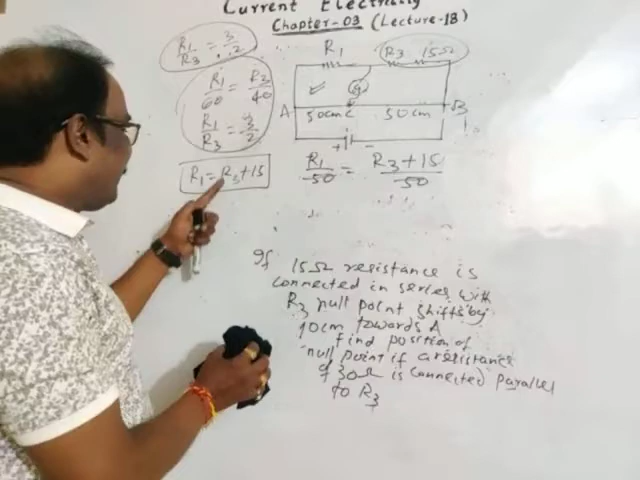 Current Electricity
Chapter-03 (Lecture-18)
R1/R3 = 3/2
R1/60 = R3/40
R1/R3 = 3/2
R1 = R3+15
R1 R3 15Ω
G
A 50cm C 50cm B
+ -
R1/50 = R3+15/50
If 15Ω resistance is
connected in series with
R3 null point shifts by
10cm towards A
find position of
null point if a resistance
of 30Ω is connected parallel
to R3